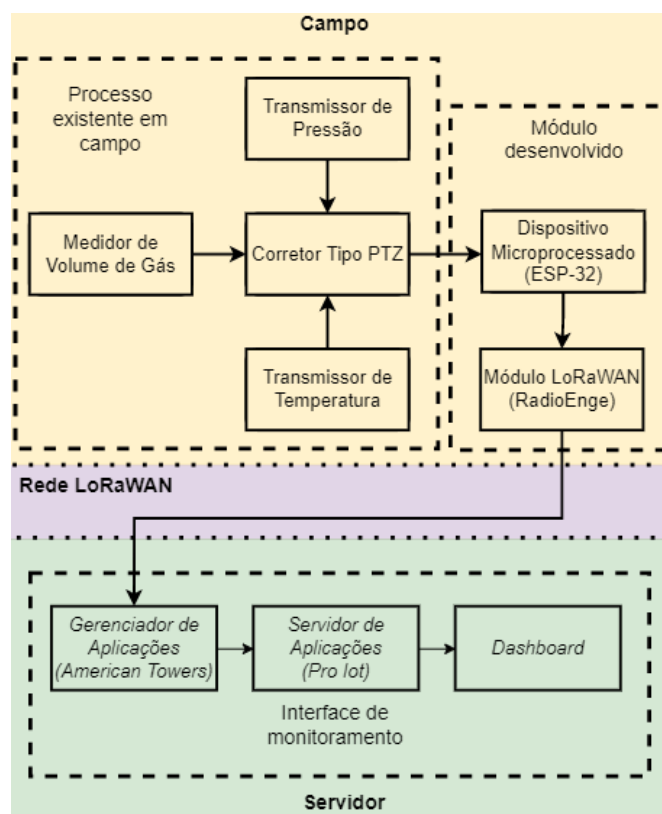 Campo
Processo
existente em
campo
Transmissor de
Pressão
Módulo
desenvolvido
Medidor de
Volume de Gás
Corretor Tipo PTZ
Dispositivo
Microprocessado
(ESP-32)
Transmissor de
Temperatura
Módulo LoRaWAN
(RadioEnge)
Rede LoRaWAN
Gerenciador de
Aplicações
(American Towers)
Servidor de
Aplicações
(Pro Iot)
Dashboard
Interface de
monitoramento
Servidor